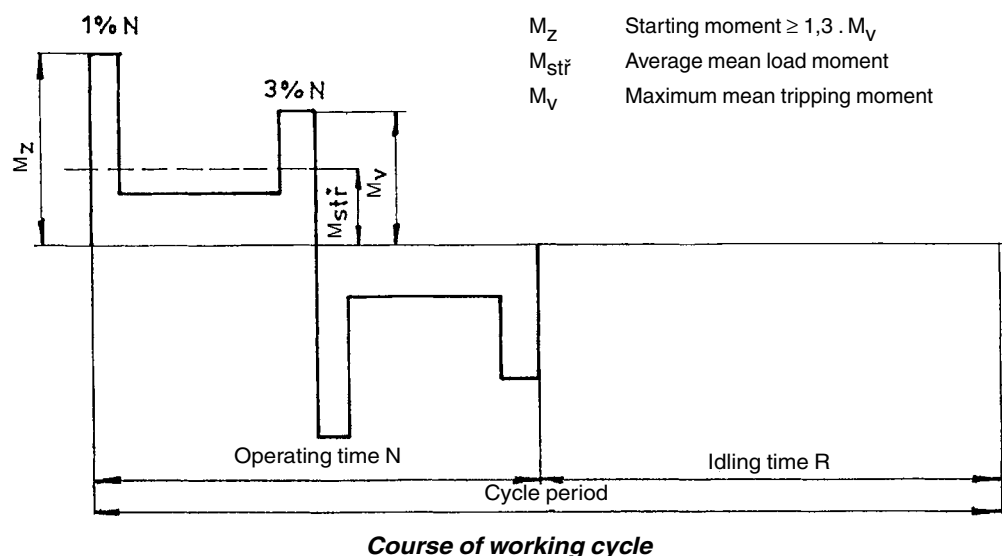 1% N
M_Z Starting moment ≥ 1,3 . M_V
M_stř Average mean load moment
M_V Maximum mean tripping moment
3% N
M_Z
M_stř
M_V
Operating time N
Idling time R
Cycle period
Course of working cycle